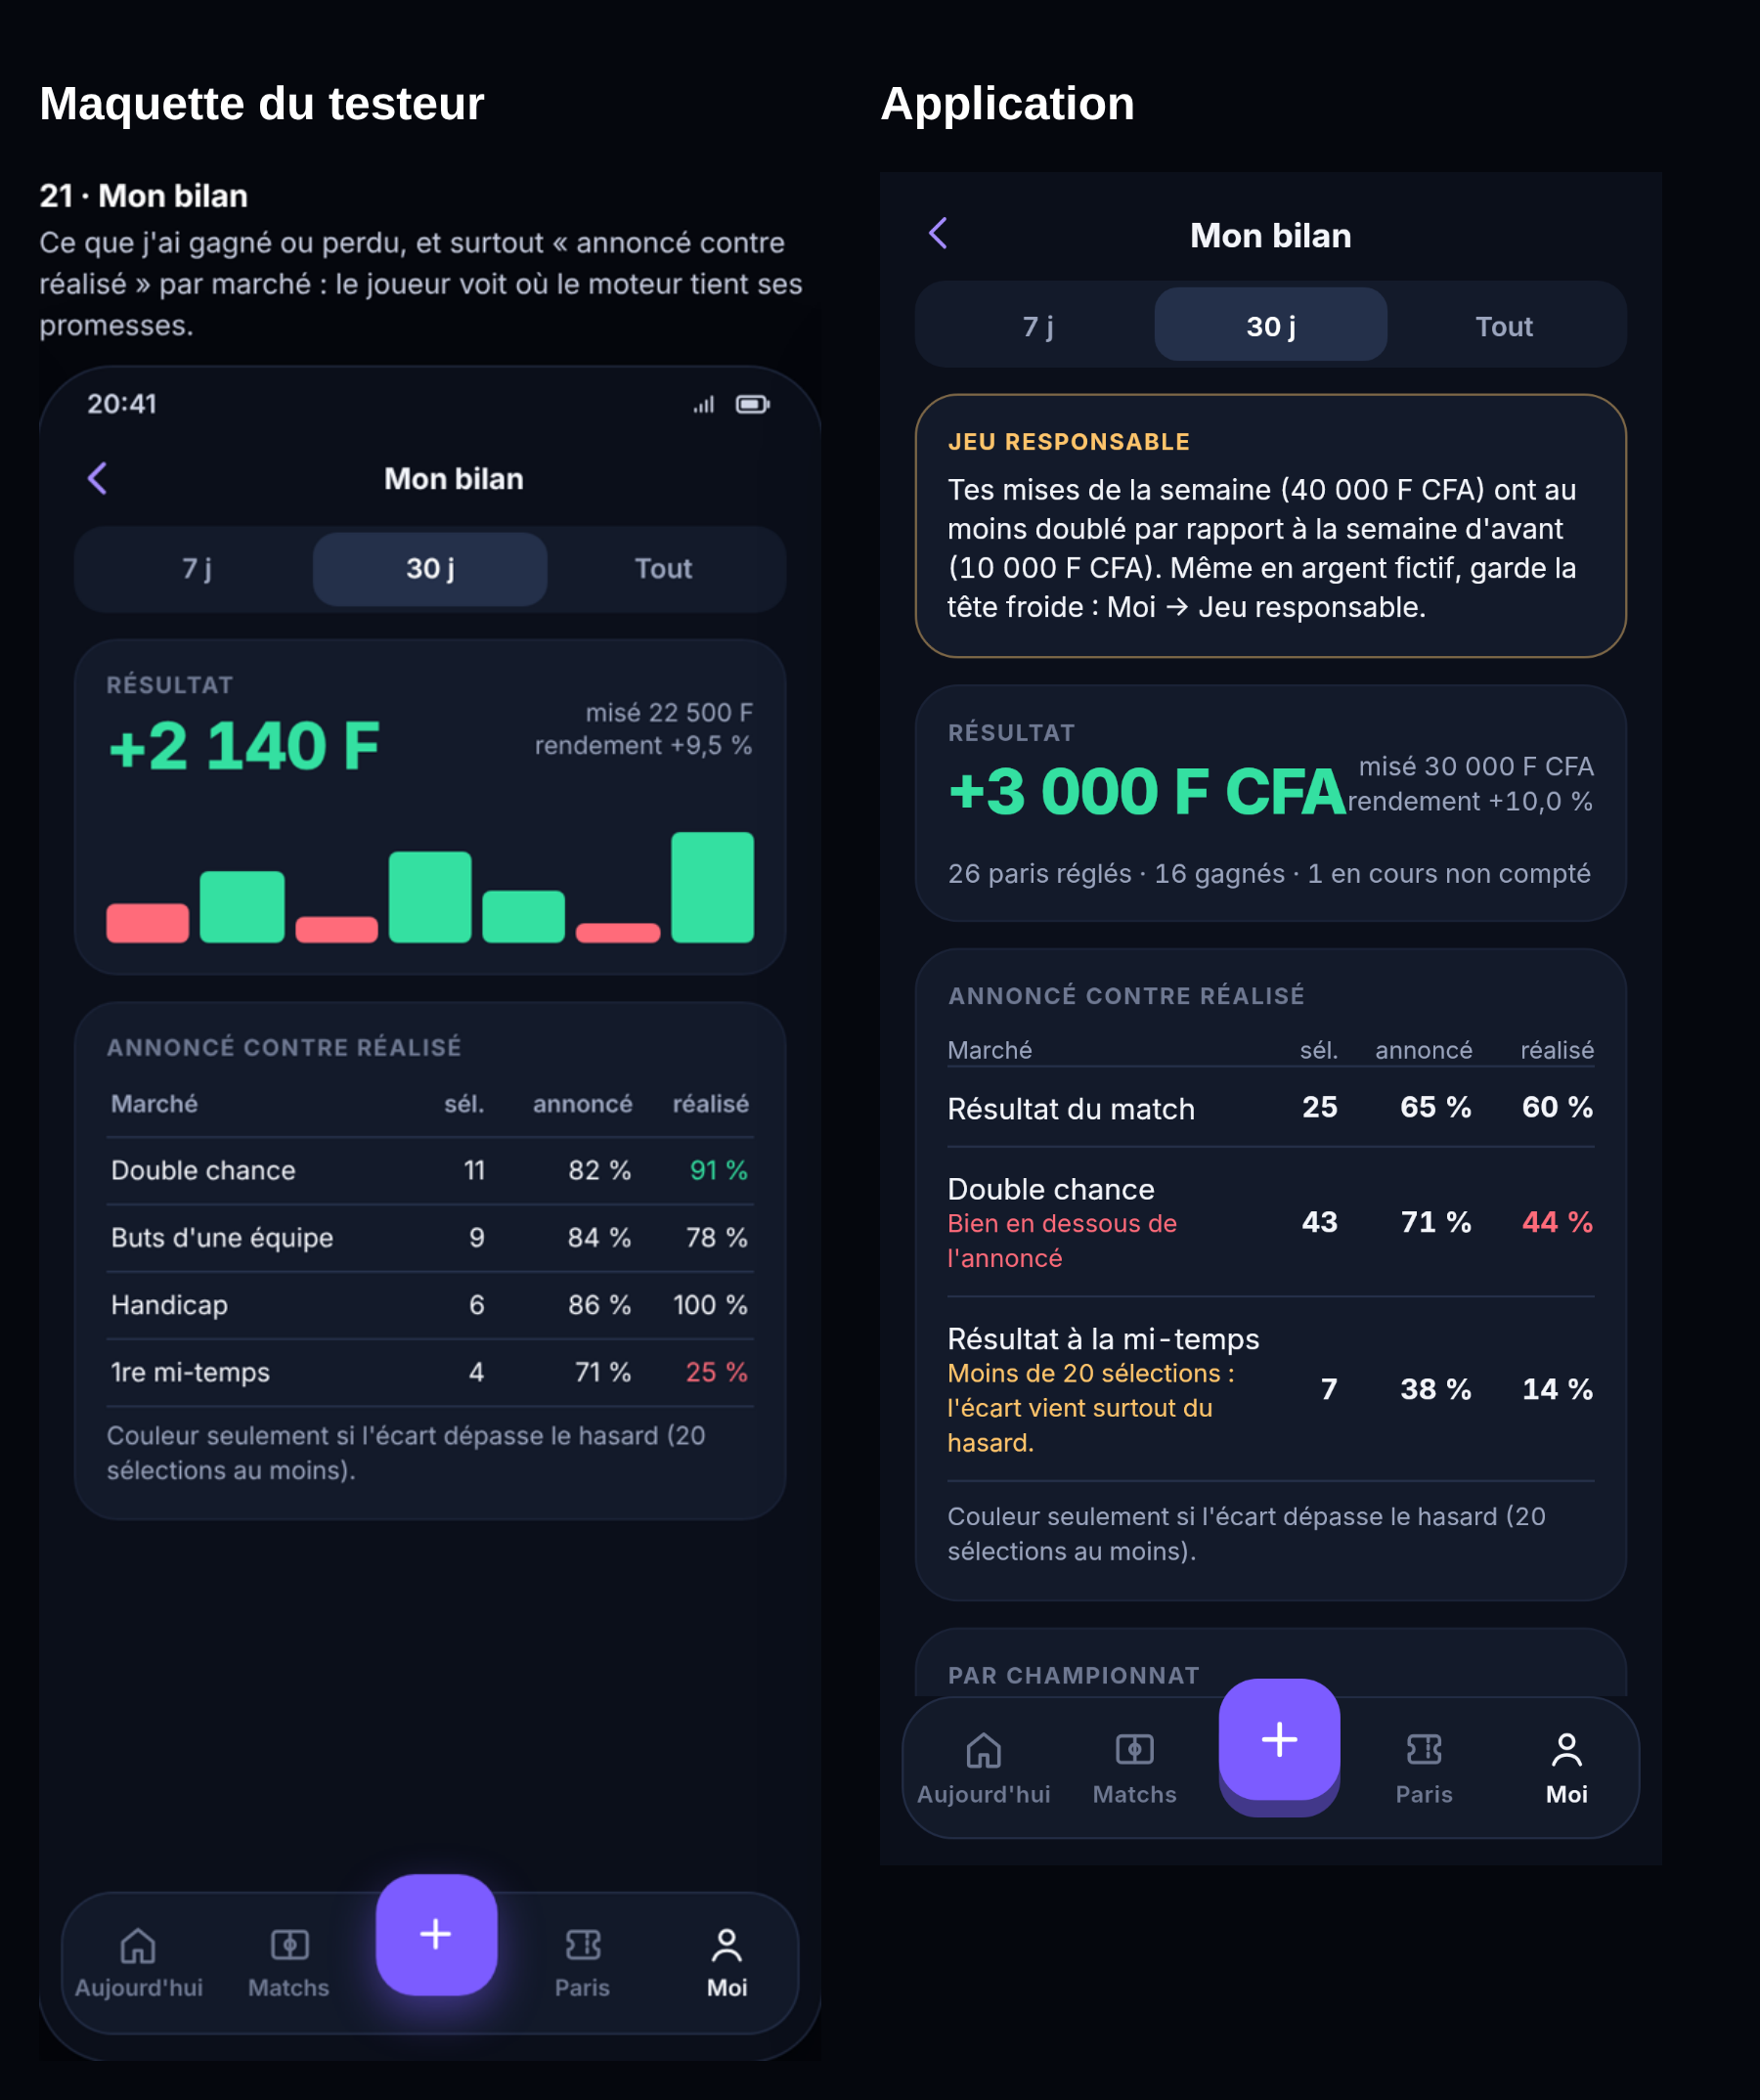 Maquette du testeur
21 · Mon bilan
Ce que j'ai gagné ou perdu, et surtout « annoncé contre
réalisé » par marché : le joueur voit où le moteur tient ses
promesses.
20:41
Mon bilan
7 j 30 j Tout
RÉSULTAT
+2 140 F
misé 22 500 F
rendement +9,5 %
ANNONCÉ CONTRE RÉALISÉ
Marché sél. annoncé réalisé
Double chance 11 82 % 91 %
Buts d'une équipe 9 84 % 78 %
Handicap 6 86 % 100 %
1re mi-temps 4 71 % 25 %
Couleur seulement si l'écart dépasse le hasard (20
sélections au moins).
Aujourd'hui Matchs + Paris Moi
Application
Mon bilan
7 j 30 j Tout
JEU RESPONSABLE
Tes mises de la semaine (40 000 F CFA) ont au
moins doublé par rapport à la semaine d'avant
(10 000 F CFA). Même en argent fictif, garde la
tête froide : Moi → Jeu responsable.
RÉSULTAT
+3 000 F CFA
misé 30 000 F CFA
rendement +10,0 %
26 paris réglés · 16 gagnés · 1 en cours non compté
ANNONCÉ CONTRE RÉALISÉ
Marché sél. annoncé réalisé
Résultat du match 25 65 % 60 %
Double chance
Bien en dessous de
l'annoncé
43 71 % 44 %
Résultat à la mi-temps
Moins de 20 sélections :
l'écart vient surtout du
hasard.
7 38 % 14 %
Couleur seulement si l'écart dépasse le hasard (20
sélections au moins).
PAR CHAMPIONNAT
Aujourd'hui Matchs + Paris Moi